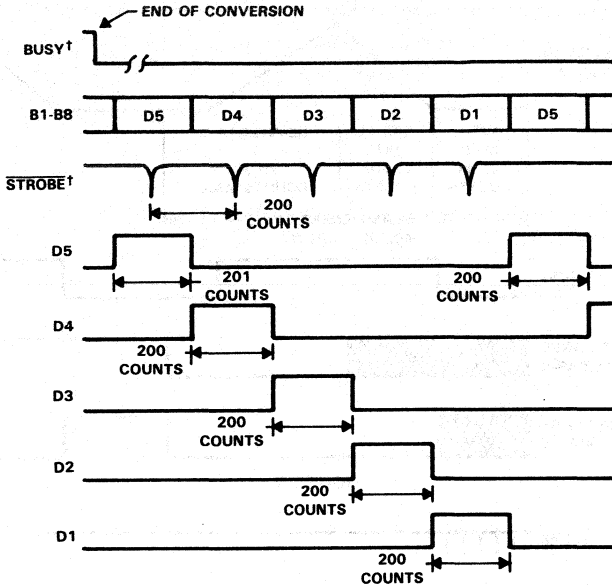 END OF CONVERSION
BUSY†
B1-B8
D5
D4
D3
D2
D1
D5
STROBE†
200
COUNTS
D5
201
COUNTS
200
COUNTS
D4
200
COUNTS
D3
200
COUNTS
D2
200
COUNTS
D1
200
COUNTS